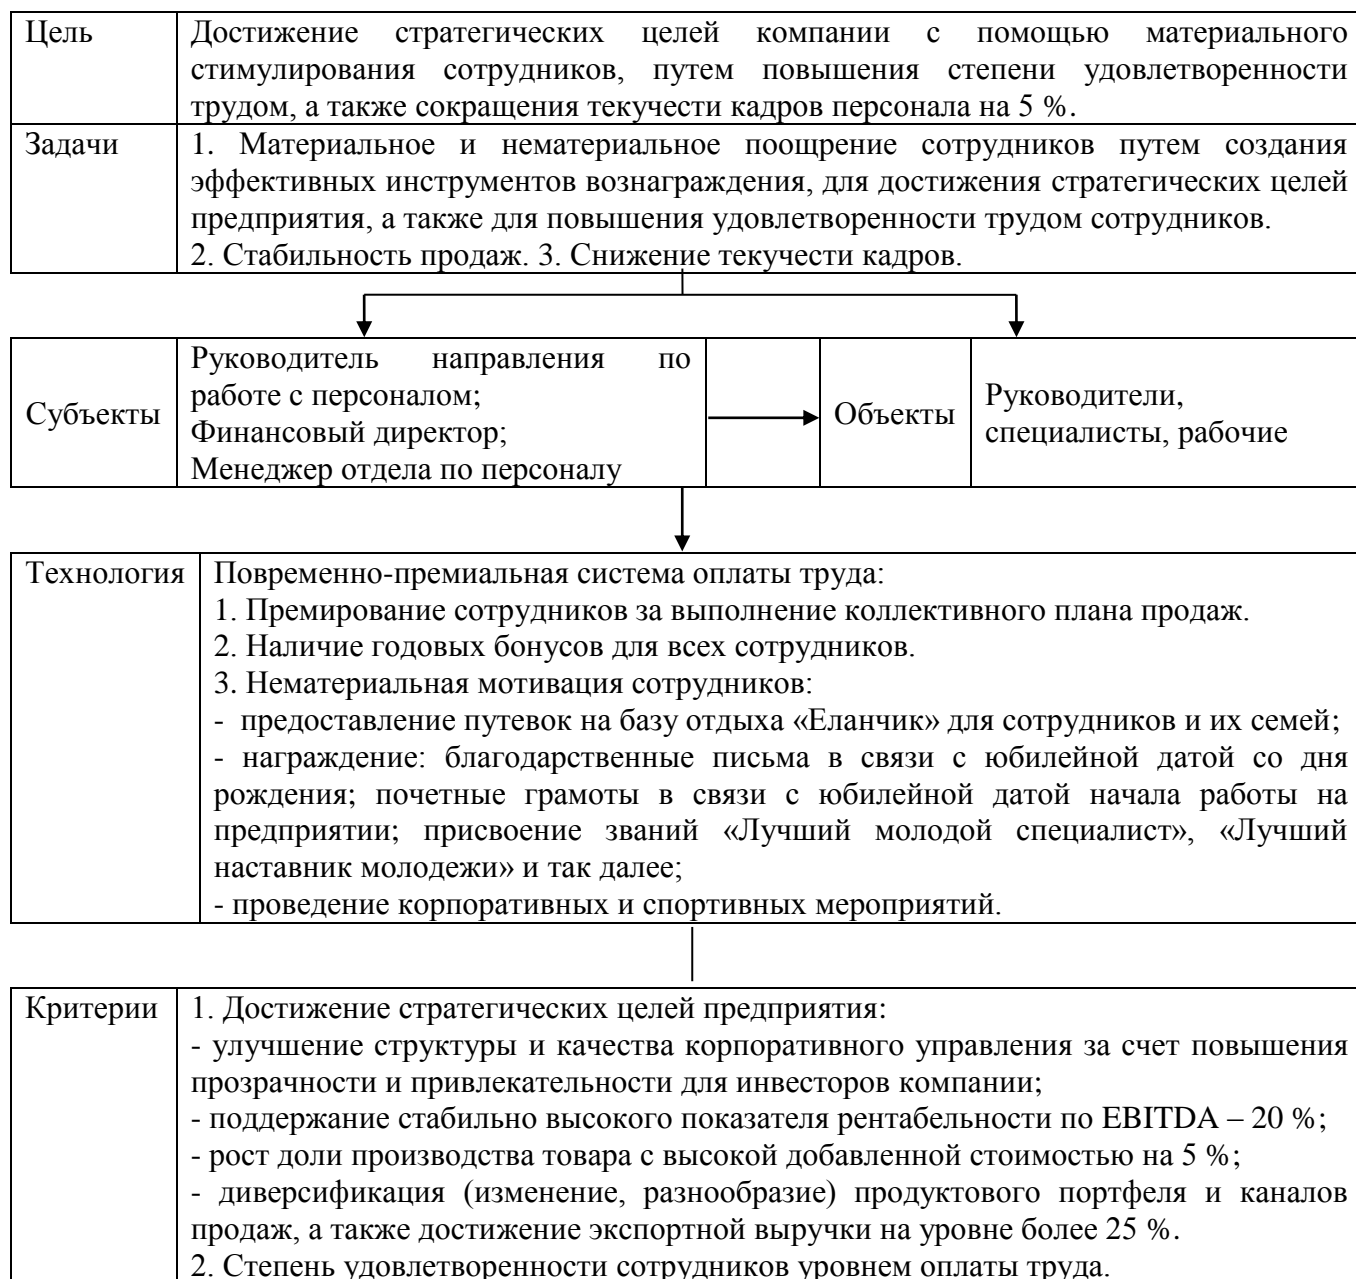 Цель
Достижение стратегических целей компании с помощью материального
стимулирования сотрудников, путем повышения степени удовлетворенности
трудом, а также сокращения текучести кадров персонала на 5 %.
Задачи
1. Материальное и нематериальное поощрение сотрудников путем создания
эффективных инструментов вознаграждения, для достижения стратегических целей
предприятия, а также для повышения удовлетворенности трудом сотрудников.
2. Стабильность продаж. 3. Снижение текучести кадров.
Субъекты
Руководитель направления по
работе с персоналом;
Финансовый директор;
Менеджер отдела по персоналу
Объекты
Руководители,
специалисты, рабочие
Технология
Повременно-премиальная система оплаты труда:
1. Премирование сотрудников за выполнение коллективного плана продаж.
2. Наличие годовых бонусов для всех сотрудников.
3. Нематериальная мотивация сотрудников:
- предоставление путевок на базу отдыха «Еланчик» для сотрудников и их семей;
- награждение: благодарственные письма в связи с юбилейной датой со дня
рождения; почетные грамоты в связи с юбилейной датой начала работы на
предприятии; присвоение званий «Лучший молодой специалист», «Лучший
наставник молодежи» и так далее;
- проведение корпоративных и спортивных мероприятий.
Критерии
1. Достижение стратегических целей предприятия:
- улучшение структуры и качества корпоративного управления за счет повышения
прозрачности и привлекательности для инвесторов компании;
- поддержание стабильно высокого показателя рентабельности по EBITDA – 20 %;
- рост доли производства товара с высокой добавленной стоимостью на 5 %;
- диверсификация (изменение, разнообразие) продуктового портфеля и каналов
продаж, а также достижение экспортной выручки на уровне более 25 %.
2. Степень удовлетворенности сотрудников уровнем оплаты труда.